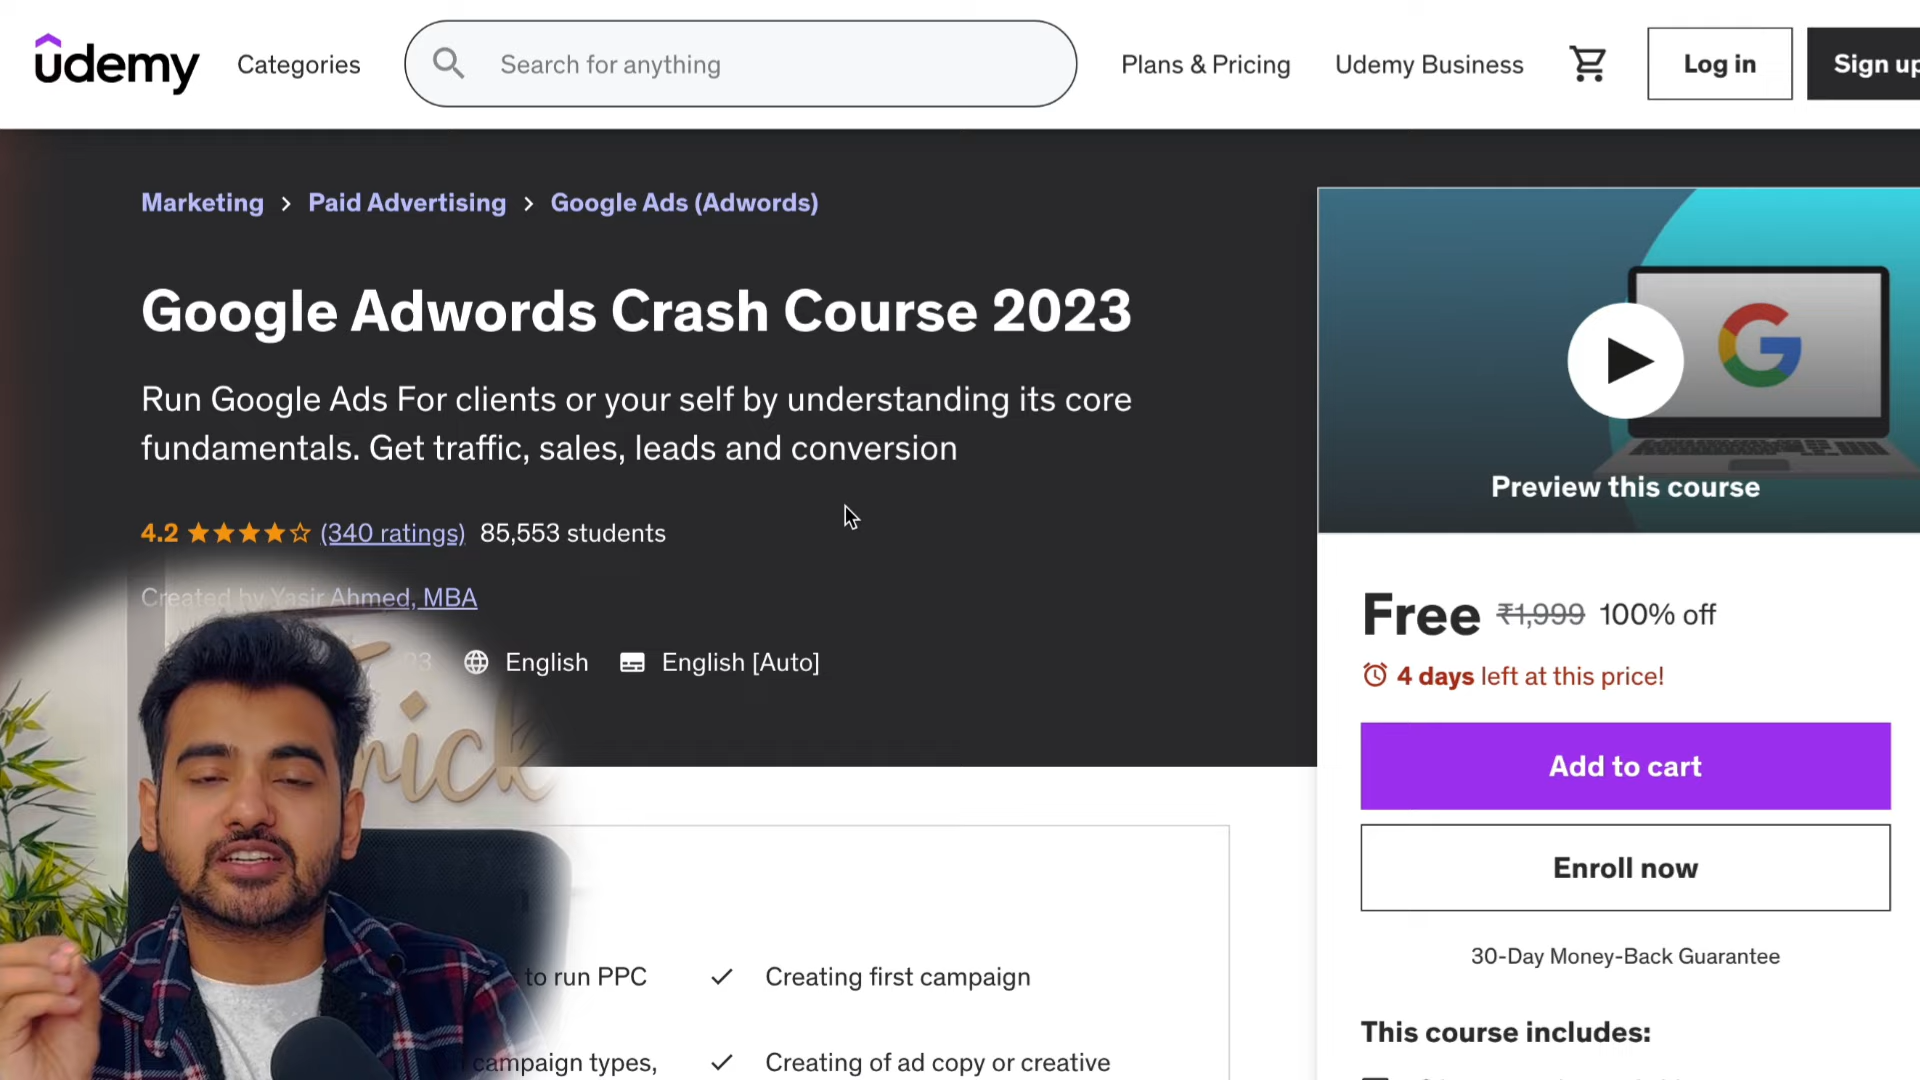 udemy
Categories
Search for anything
Plans & Pricing
Udemy Business
Log in
Sign up
Marketing > Paid Advertising > Google Ads (Adwords)
Google Adwords Crash Course 2023
Run Google Ads For clients or your self by understanding its core
fundamentals. Get traffic, sales, leads and conversion
4.2 (340 ratings) 85,553 students
Created by Yasir Ahmed, MBA
English
English [Auto]
Preview this course
Free ₹1,999 100% off
4 days left at this price!
Add to cart
Enroll now
30-Day Money-Back Guarantee
This course includes:
to run PPC
Creating first campaign
campaign types,
Creating of ad copy or creative